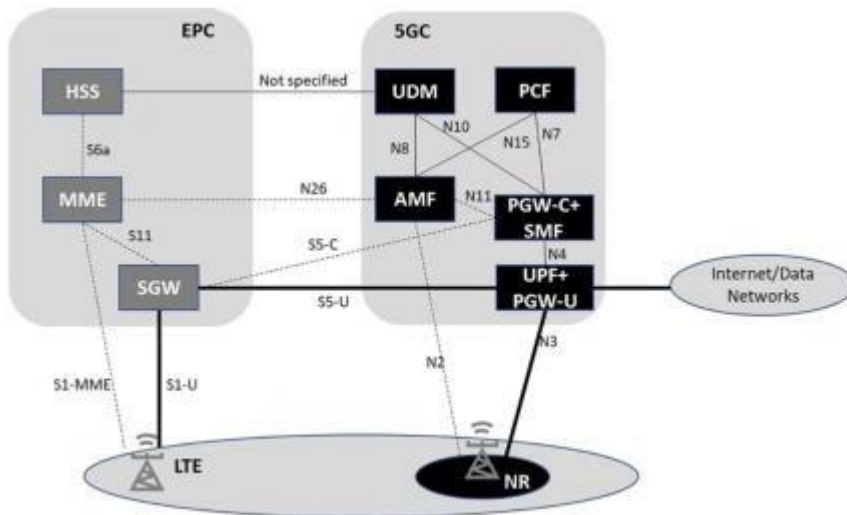 EPC
5GC
HSS
Not specified
UDM
PCF
S6a
N8
N10
N15
N7
MME
N26
AMF
N11
PGW-C+
SMF
S11
S5-C
N4
SGW
S5-U
UPF+
PGW-U
Internet/Data
Networks
S1-MME
S1-U
N2
N3
LTE
NR